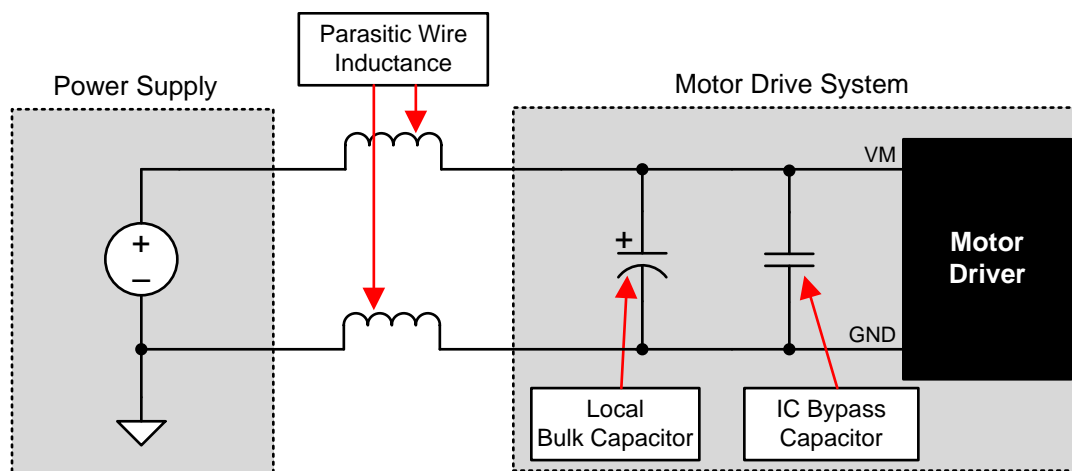 Parasitic Wire
Inductance
Power Supply
Motor Drive System
VM
+
–
+
Motor
Driver
GND
Local
Bulk Capacitor
IC Bypass
Capacitor